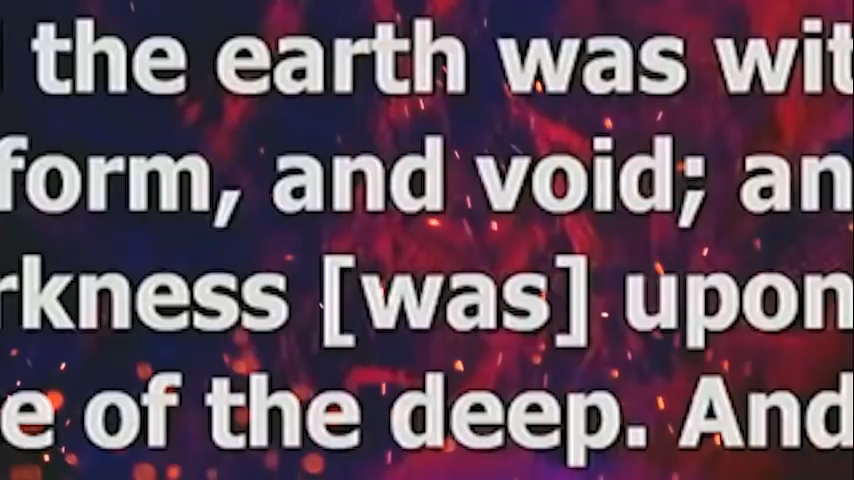 the earth was wit
form, and void; an
rkness [was] upon
e of the deep. And